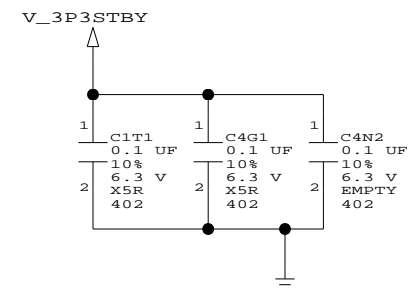 V_3P3STBY
1
C1T1
0.1 UF
10%
6.3 V
2
X5R
402
1
C4G1
0.1 UF
10%
6.3 V
2
X5R
402
1
C4N2
0.1 UF
10%
6.3 V
2
EMPTY
402